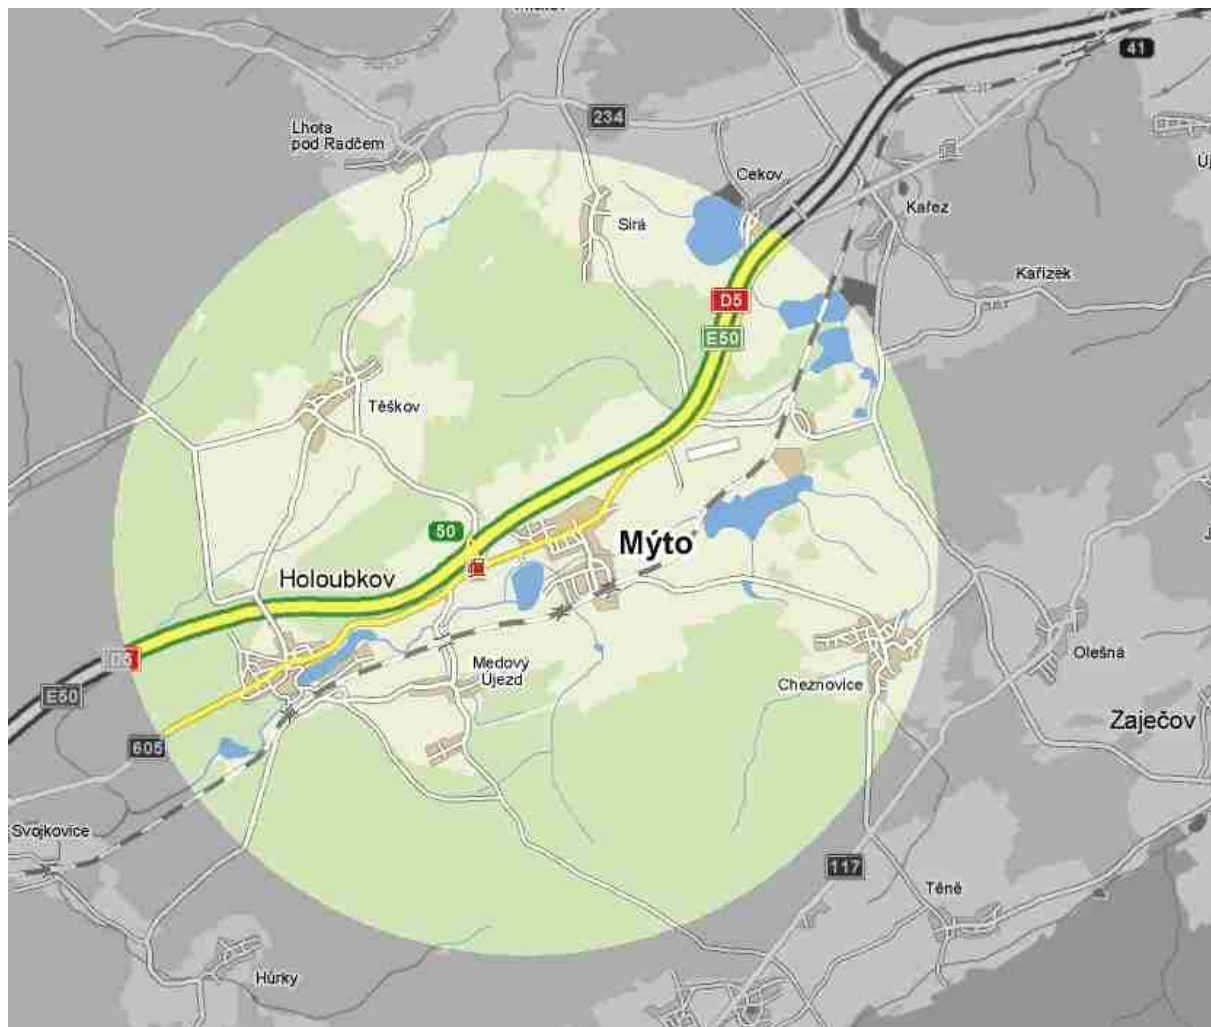 41
234
Lhota
pod Radčem
Cekov
Kařez
Sirá
Kařízek
D5
E50
Těškov
50
Mýto
Holoubkov
D5
Olešná
Medový
Újezd
Cheznovice
E50
Zaječov
605
Svojkovice
117
Těně
Hůrky